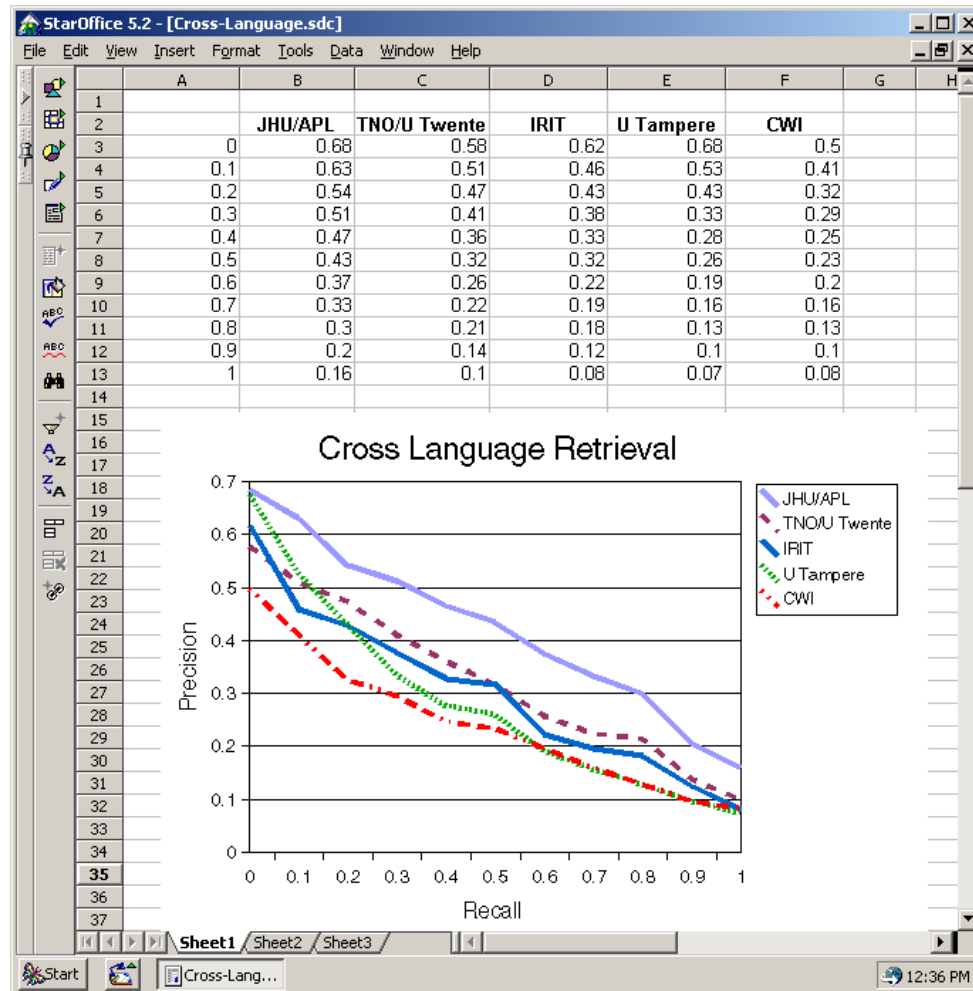 StarOffice 5.2 - [Cross-Language.sdc]
File Edit View Insert Format Tools Data Window Help
A B C D E F G H
1
2 JHU/APL TNO/U Twente IRIT U Tampere CWI
3 0 0.68 0.58 0.62 0.68 0.5
4 0.1 0.63 0.51 0.46 0.53 0.41
5 0.2 0.54 0.47 0.43 0.43 0.32
6 0.3 0.51 0.41 0.38 0.33 0.29
7 0.4 0.47 0.36 0.33 0.28 0.25
8 0.5 0.43 0.32 0.32 0.26 0.23
9 0.6 0.37 0.26 0.22 0.19 0.2
10 0.7 0.33 0.22 0.19 0.16 0.16
11 0.8 0.3 0.21 0.18 0.13 0.13
12 0.9 0.2 0.14 0.12 0.1 0.1
13 1 0.16 0.1 0.08 0.07 0.08
14
15
16
17
18
19
20
21
22
23
24
25
26
27
28
29
30
31
32
33
34
35
36
37
ABC
ABC
A Z
Z A
Cross Language Retrieval
Precision
0.7
0.6
0.5
0.4
0.3
0.2
0.1
0
0 0.1 0.2 0.3 0.4 0.5 0.6 0.7 0.8 0.9 1
Recall
JHU/APL
TNO/U Twente
IRIT
U Tampere
CWI
Sheet1 Sheet2 Sheet3
Start Cross-Lang... 12:36 PM